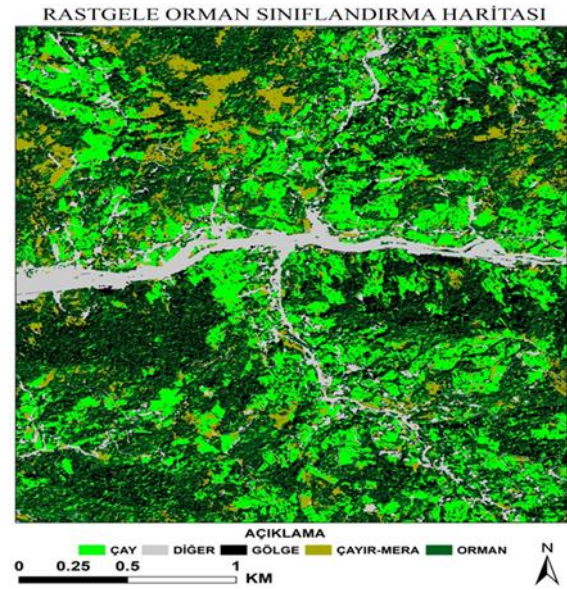 RASTGELE ORMAN SINIFLANDIRMA HARİTASI
AÇIKLAMA
ÇAY DİĞER GÖLGE ÇAYIR-MERA ORMAN
0 0.25 0.5 1
KM
N